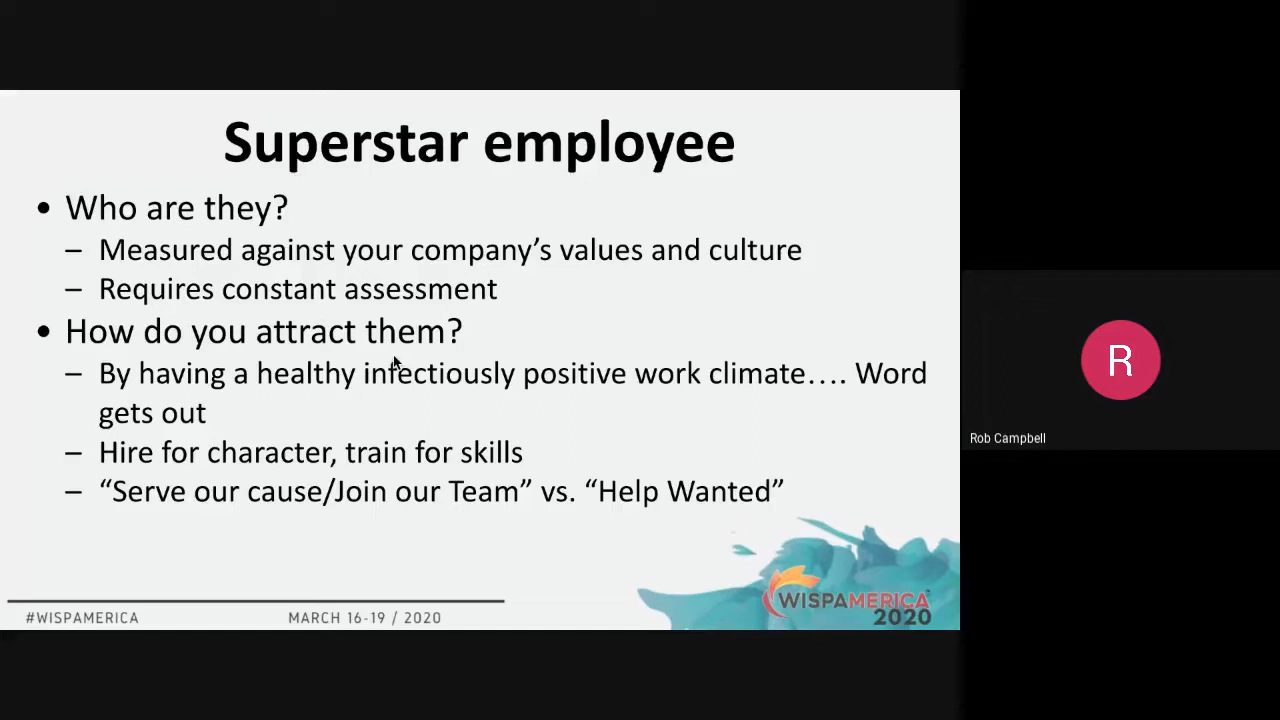 Superstar employee
• Who are they?
– Measured against your company’s values and culture
– Requires constant assessment
• How do you attract them?
– By having a healthy infectiously positive work climate…. Word
gets out
– Hire for character, train for skills
– “Serve our cause/Join our Team” vs. “Help Wanted”
#WISPAMERICA
MARCH 16-19 / 2020
WISPAMERICA
2020
R
Rob Campbell